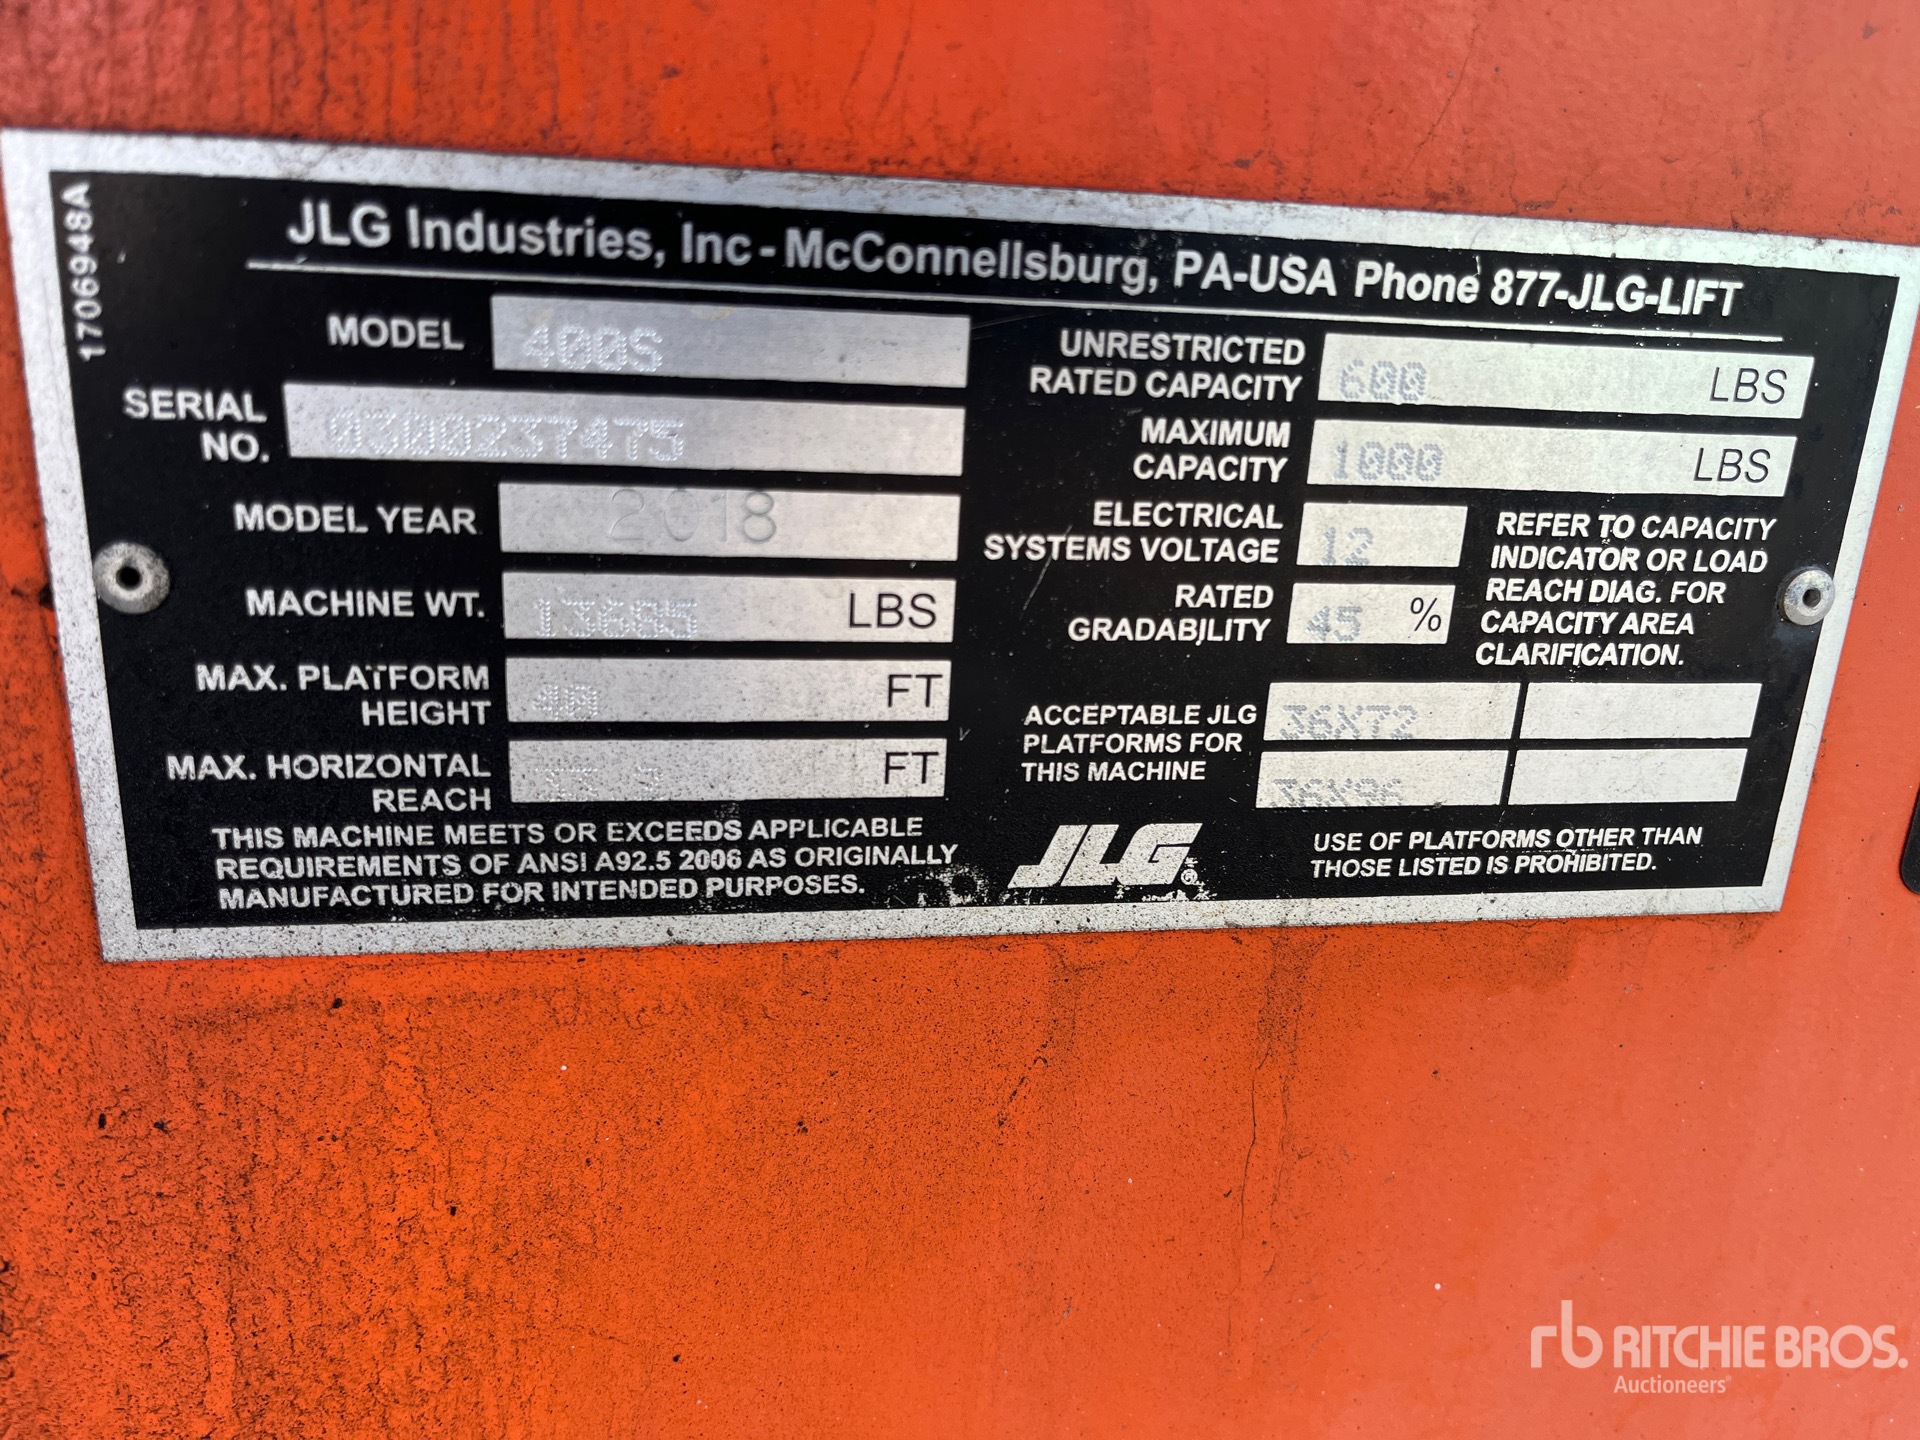 1706948A
JLG Industries, Inc - McConnellsburg, PA-USA Phone 877-JLG-LIFT
MODEL 400S
SERIAL
NO. 0300237475
MODEL YEAR 2018
MACHINE WT. 13685 LBS
MAX. PLATFORM
HEIGHT 40 FT
MAX. HORIZONTAL
REACH FT
THIS MACHINE MEETS OR EXCEEDS APPLICABLE
REQUIREMENTS OF ANSI A92.5 2006 AS ORIGINALLY
MANUFACTURED FOR INTENDED PURPOSES.
UNRESTRICTED
RATED CAPACITY 600 LBS
MAXIMUM
CAPACITY 1000 LBS
ELECTRICAL
SYSTEMS VOLTAGE 12
RATED
GRADABILITY 45 %
REFER TO CAPACITY
INDICATOR OR LOAD
REACH DIAG. FOR
CAPACITY AREA
CLARIFICATION.
ACCEPTABLE JLG
PLATFORMS FOR
THIS MACHINE
36X72
36X96
JLG®
USE OF PLATFORMS OTHER THAN
THOSE LISTED IS PROHIBITED.
rb RITCHIE BROS.
Auctioneers